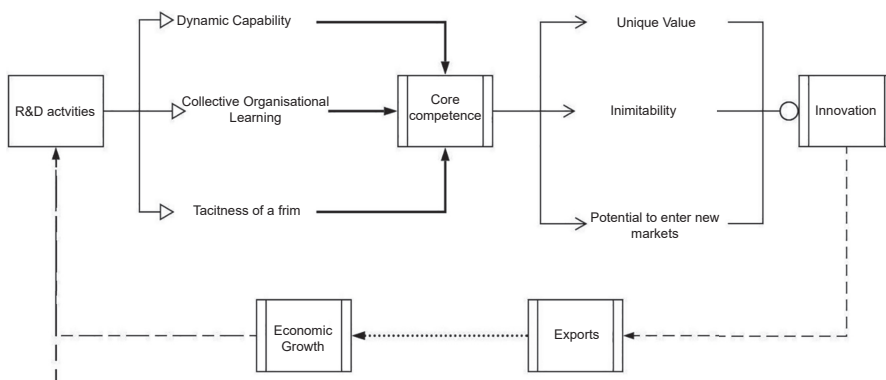 Dynamic Capability
Unique Value
R&D actvities
Collective Organisational
Learning
Core
competence
Inimitability
Innovation
Tacitness of a frim
Potential to enter new
markets
Economic
Growth
Exports